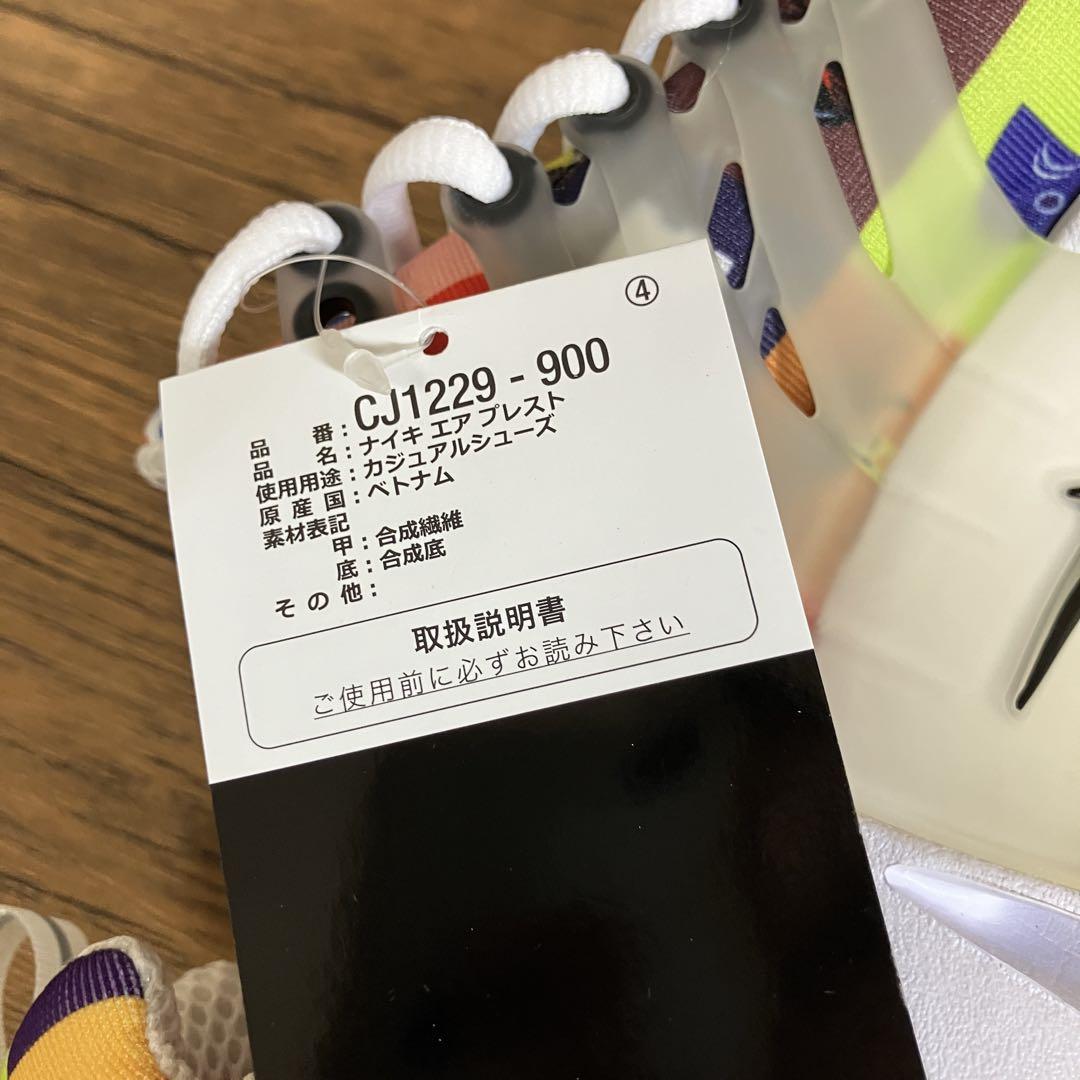 ④
品番：CJ1229 - 900
品名：ナイキ エア プレスト
使用用途：カジュアルシューズ
原産国：ベトナム
素材表記
甲：合成繊維
底：合成底
その他：
取扱説明書
ご使用前に必ずお読み下さい